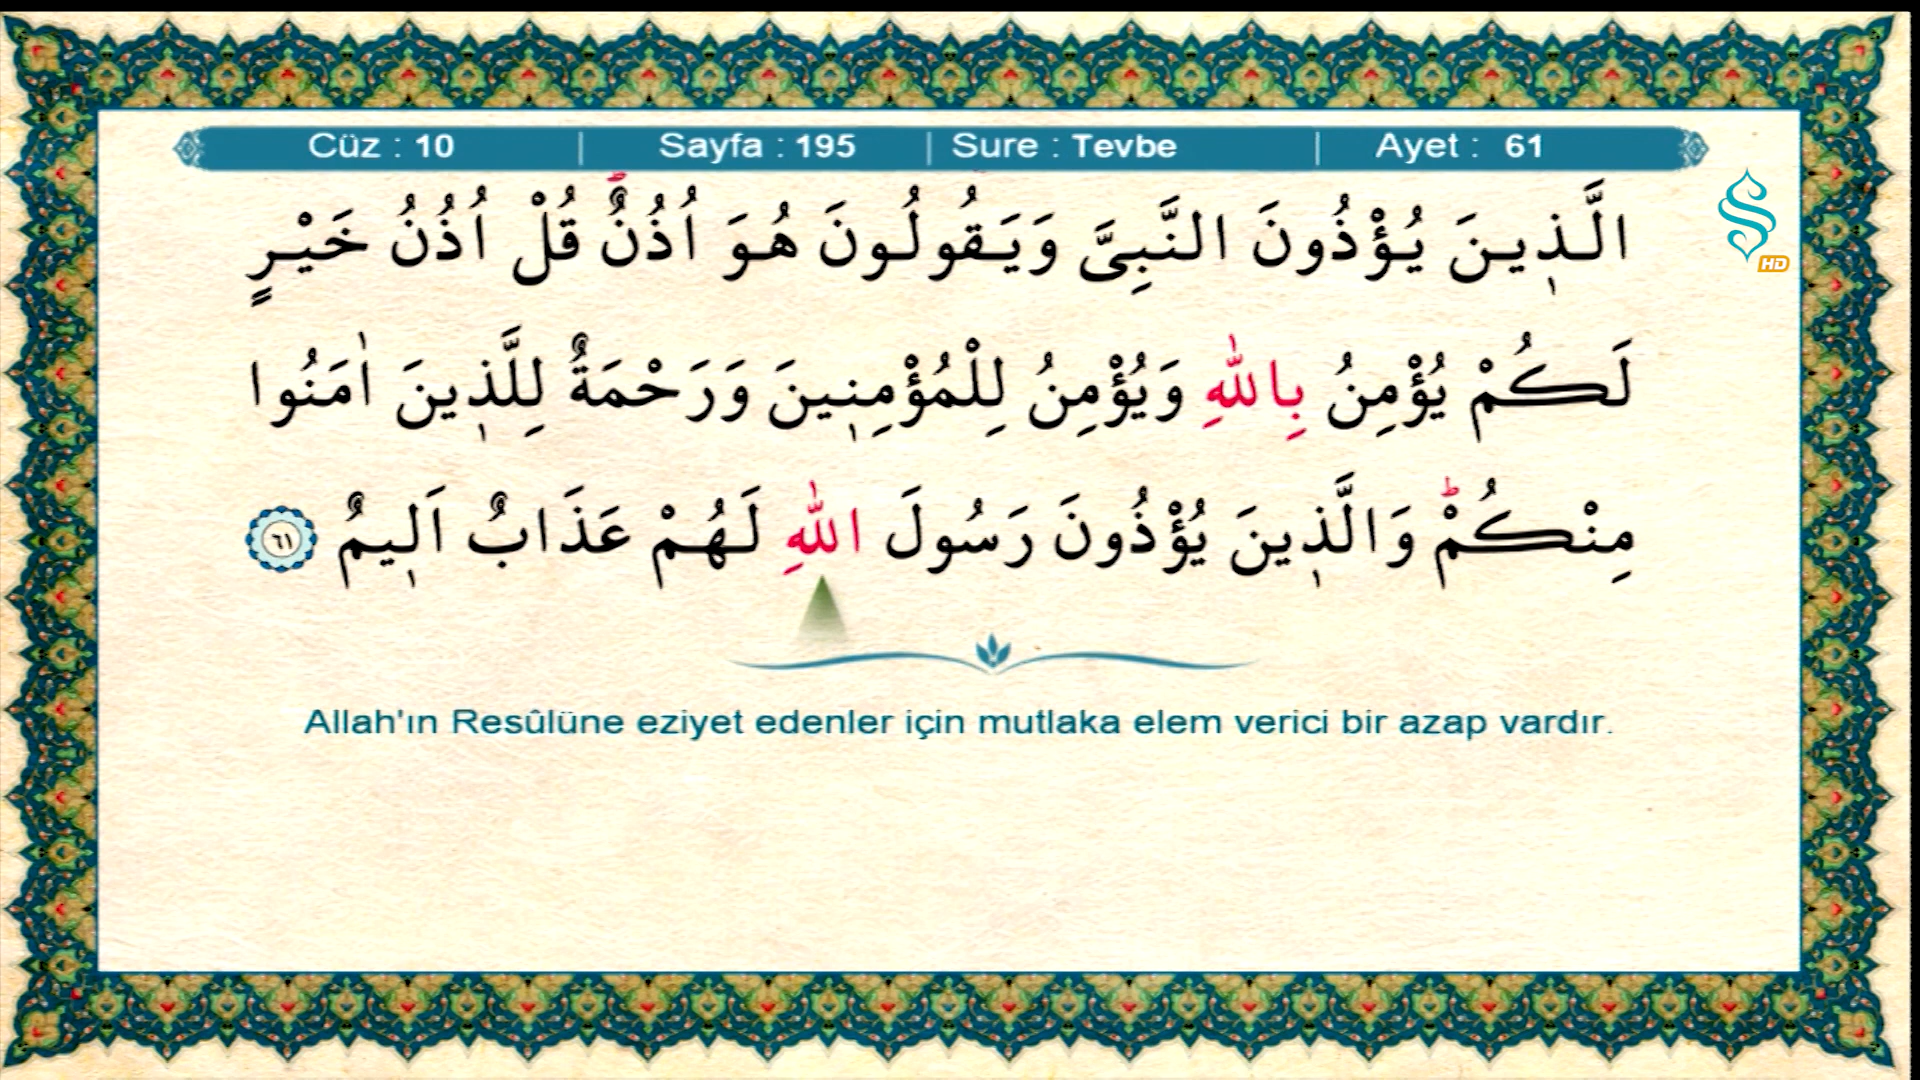 Cüz : 10 | Sayfa : 195 | Sure : Tevbe | Ayet : 61
الَّذ۪ينَ يُؤْذُونَ النَّبِىَّ وَيَقُولُونَ هُوَ اُذُنٌۜ قُلْ اُذُنُ خَيْرٍ
لَكُمْ يُؤْمِنُ بِاللّٰهِ وَيُؤْمِنُ لِلْمُؤْمِن۪ينَ وَرَحْمَةٌ لِلَّذ۪ينَ اٰمَنُوا
مِنْكُمْۜ وَالَّذ۪ينَ يُؤْذُونَ رَسُولَ اللّٰهِ لَهُمْ عَذَابٌ اَل۪يمٌ ٦١
HD
Allah'ın Resûlüne eziyet edenler için mutlaka elem verici bir azap vardır.